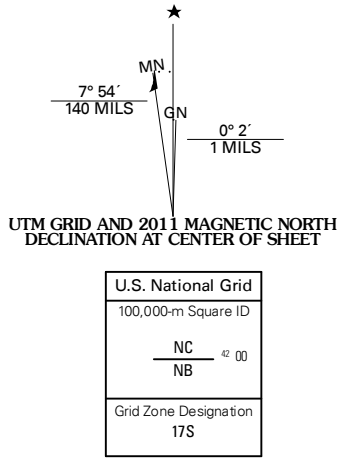 ★
MN
7° 54´
140 MILS
GN
0° 2´
1 MILS
UTM GRID AND 2011 MAGNETIC NORTH
DECLINATION AT CENTER OF SHEET
U.S. National Grid
100,000-m Square ID
NC
42 00
NB
Grid Zone Designation
17S